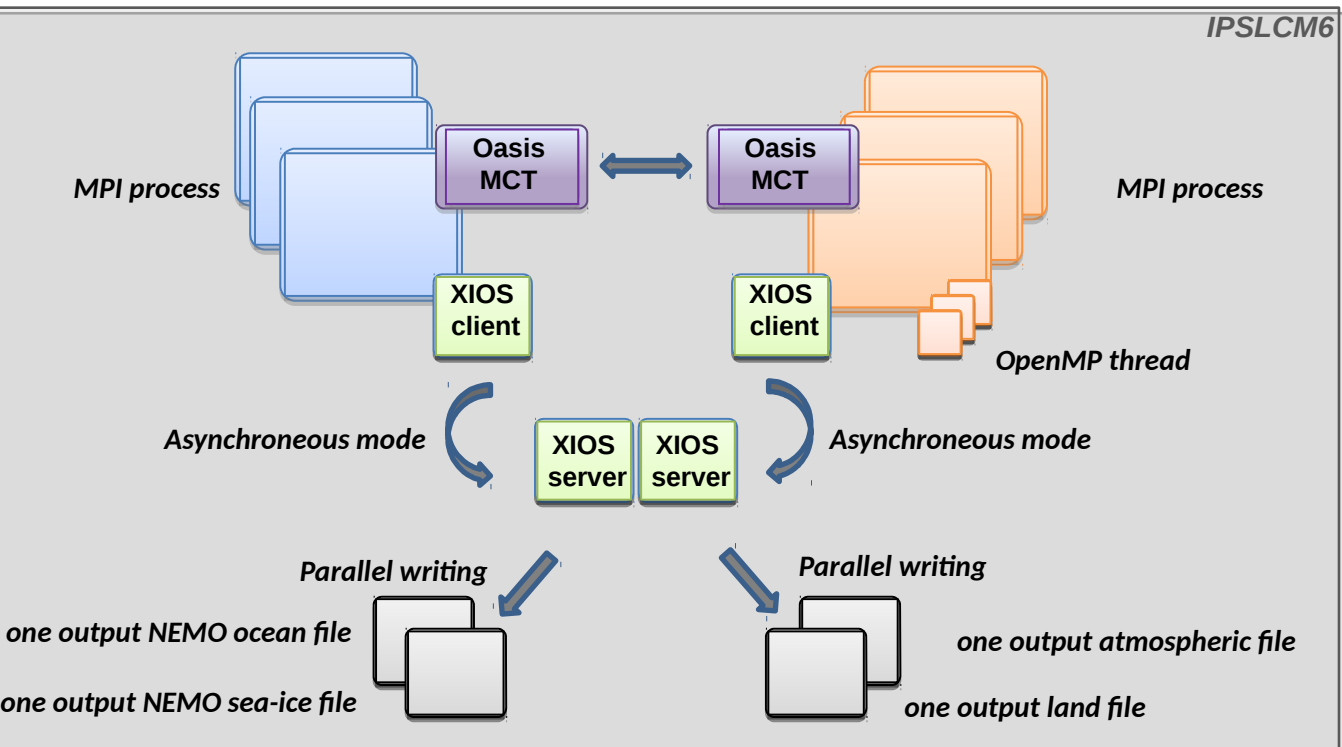 IPSLCM6
Oasis
MCT
Oasis
MCT
MPI process
MPI process
XIOS
client
XIOS
client
OpenMP thread
Asynchroneous mode
Asynchroneous mode
XIOS
server
XIOS
server
Parallel writing
Parallel writing
one output NEMO ocean file
one output atmospheric file
one output NEMO sea-ice file
one output land file